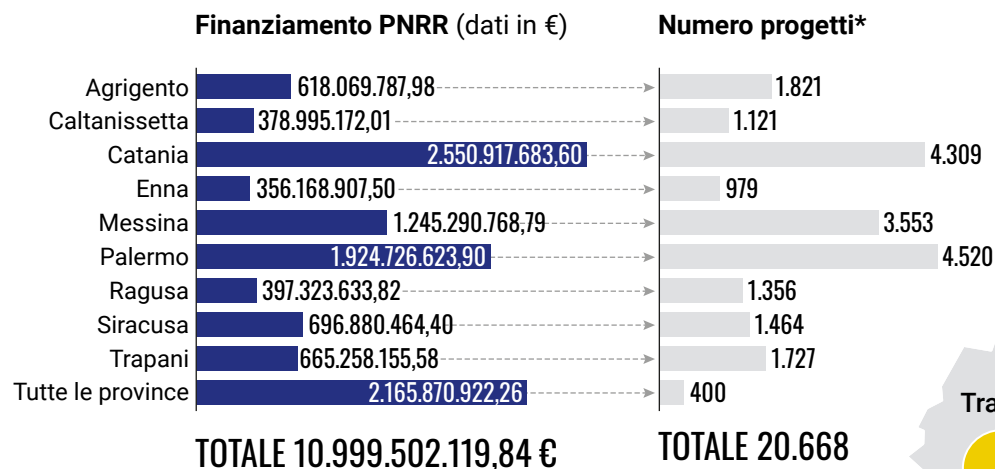 Finanziamento PNRR (dati in €) Numero progetti*
Agrigento 618.069.787,98 1.821
Caltanissetta 378.995.172,01 1.121
Catania 2.550.917.683,60 4.309
Enna 356.168.907,50 979
Messina 1.245.290.768,79 3.553
Palermo 1.924.726.623,90 4.520
Ragusa 397.323.633,82 1.356
Siracusa 696.880.464,40 1.464
Trapani 665.258.155,58 1.727
Tutte le province 2.165.870.922,26 400
Tra
TOTALE 10.999.502.119,84 € TOTALE 20.668